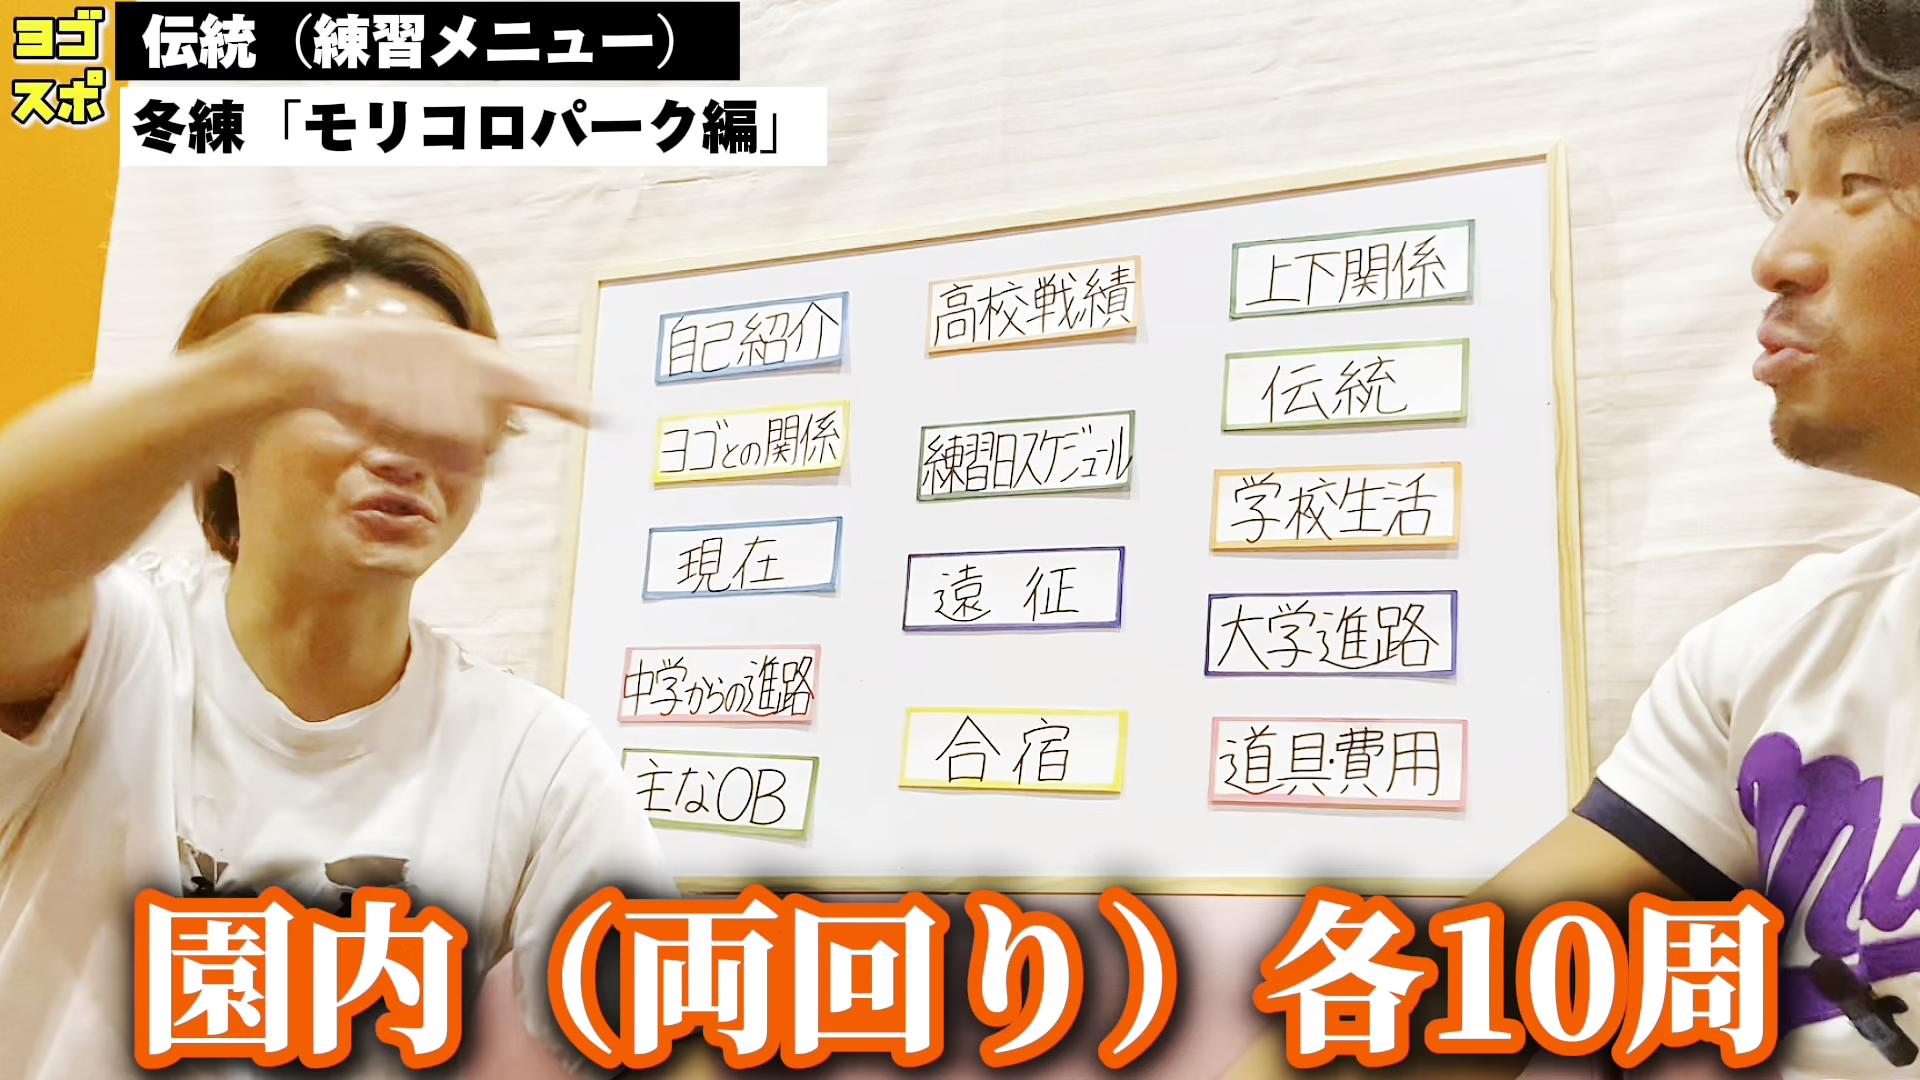 ヨゴ
スポ
伝統（練習メニュー）
冬練「モリコロパーク編」
自己紹介
ヨゴとの関係
現在
中学からの進路
主なOB
高校戦績
練習日スケジュール
遠征
合宿
上下関係
伝統
学校生活
大学進路
道具・費用
園内（両回り）各10周